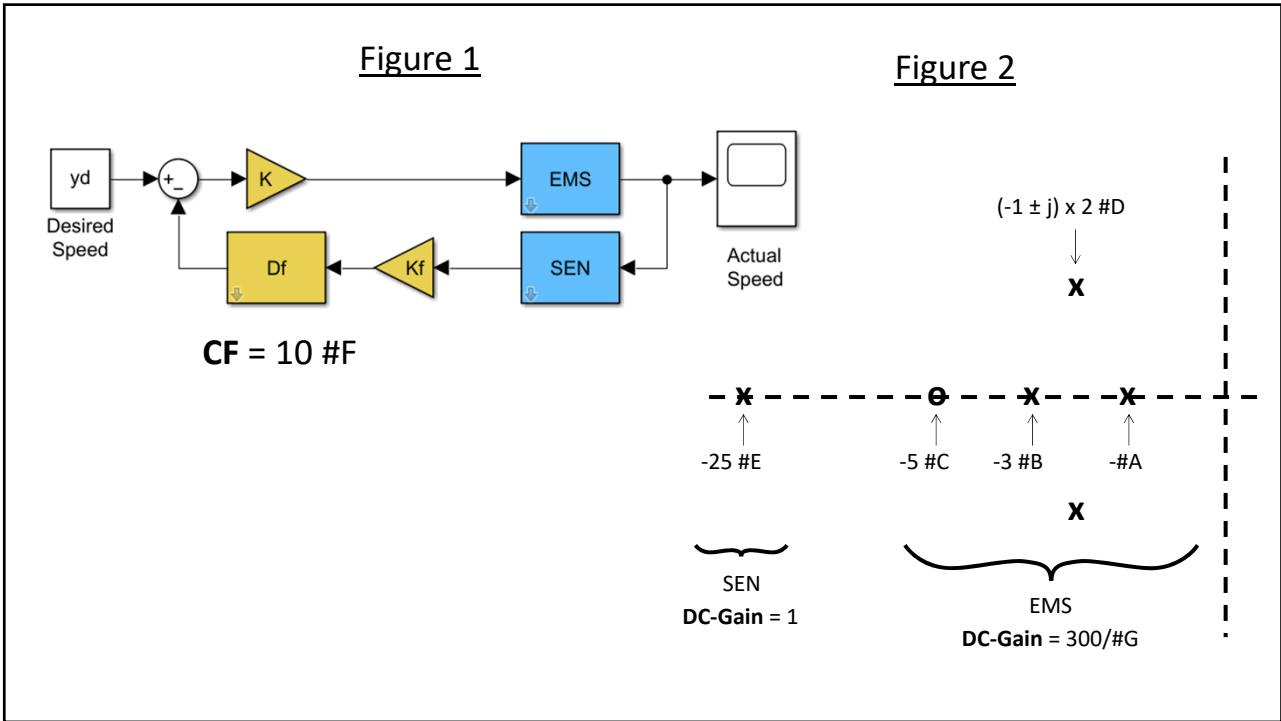 Figure 1
Figure 2
yd
+
_
K
EMS
Desired
Speed
Df
Kf
SEN
Actual
Speed
CF = 10 #F
(-1 ± j) x 2 #D
x
x
o
x
x
-25 #E
-5 #C
-3 #B
-#A
x
SEN
DC-Gain = 1
EMS
DC-Gain = 300/#G